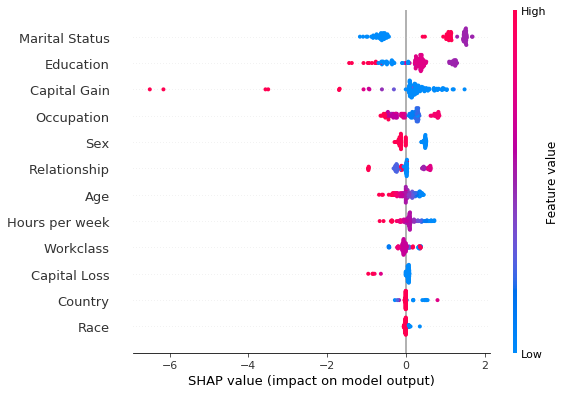 High
Marital Status
Education
Capital Gain
Occupation
Sex
Relationship
Age
Hours per week
Workclass
Capital Loss
Country
Race
Feature value
Low
−6 −4 −2 0 2
SHAP value (impact on model output)